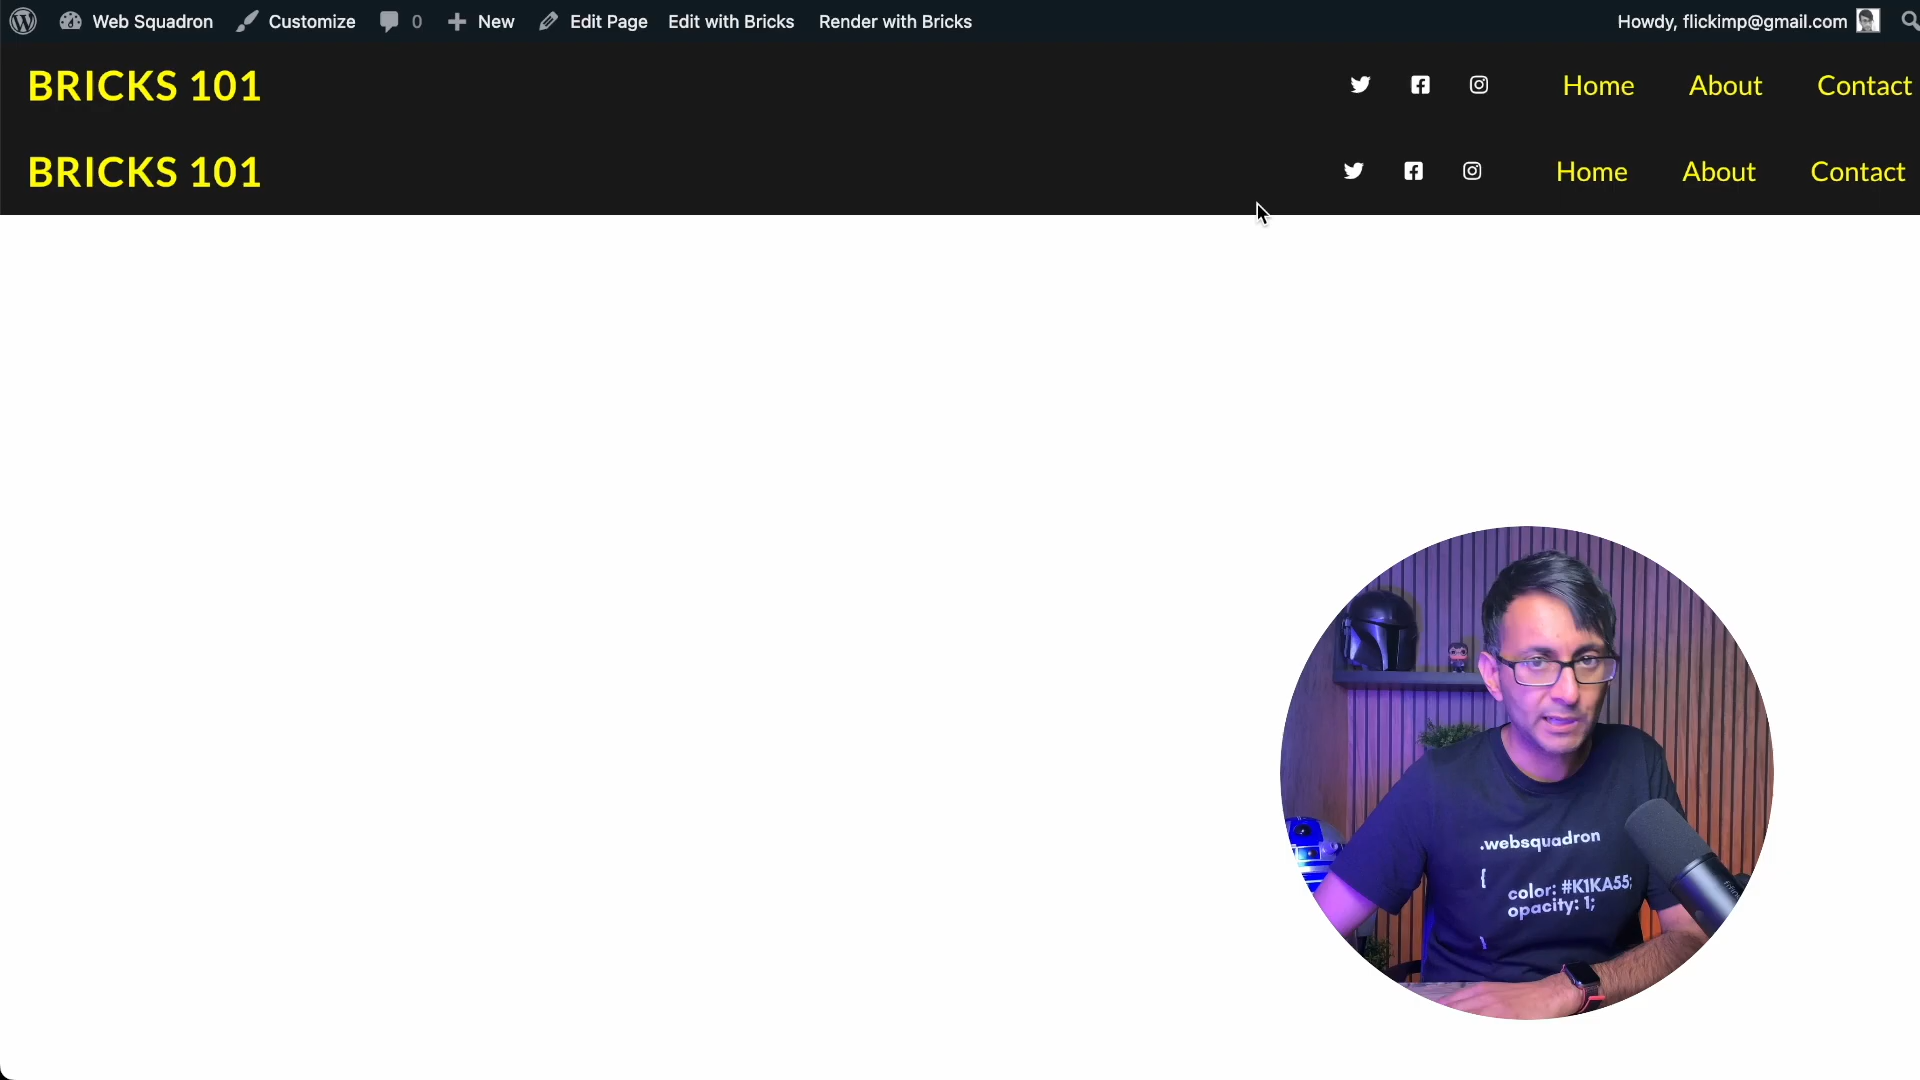 Web Squadron Customize 0 New Edit Page Edit with Bricks Render with Bricks Howdy, flickimp@gmail.com
BRICKS 101 Home About Contact
BRICKS 101 Home About Contact
.websquadron
{
color: #K1KA55;
opacity: 1;
}